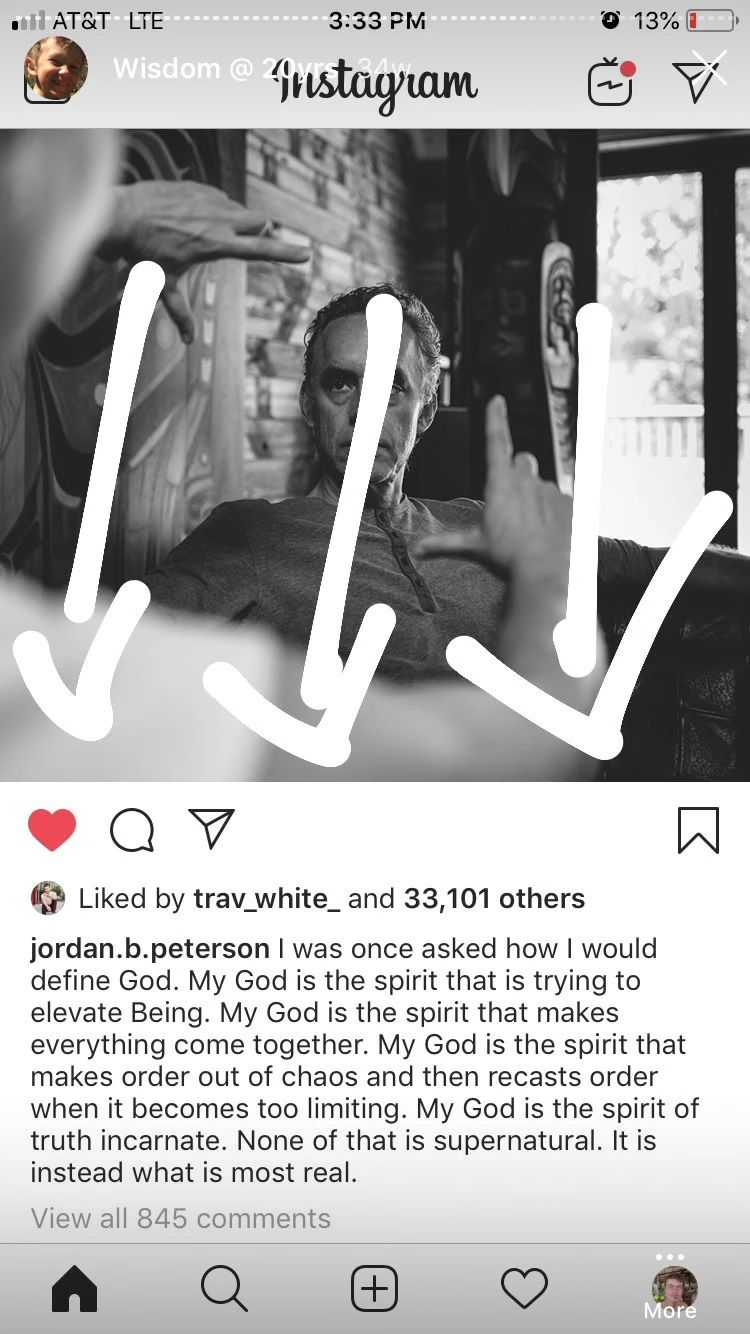 AT&T LTE 3:33 PM 13%
Wisdom @ 20yrs 34w
Instagram
Liked by trav_white_ and 33,101 others
jordan.b.peterson I was once asked how I would
define God. My God is the spirit that is trying to
elevate Being. My God is the spirit that makes
everything come together. My God is the spirit that
makes order out of chaos and then recasts order
when it becomes too limiting. My God is the spirit of
truth incarnate. None of that is supernatural. It is
instead what is most real.
View all 845 comments
More